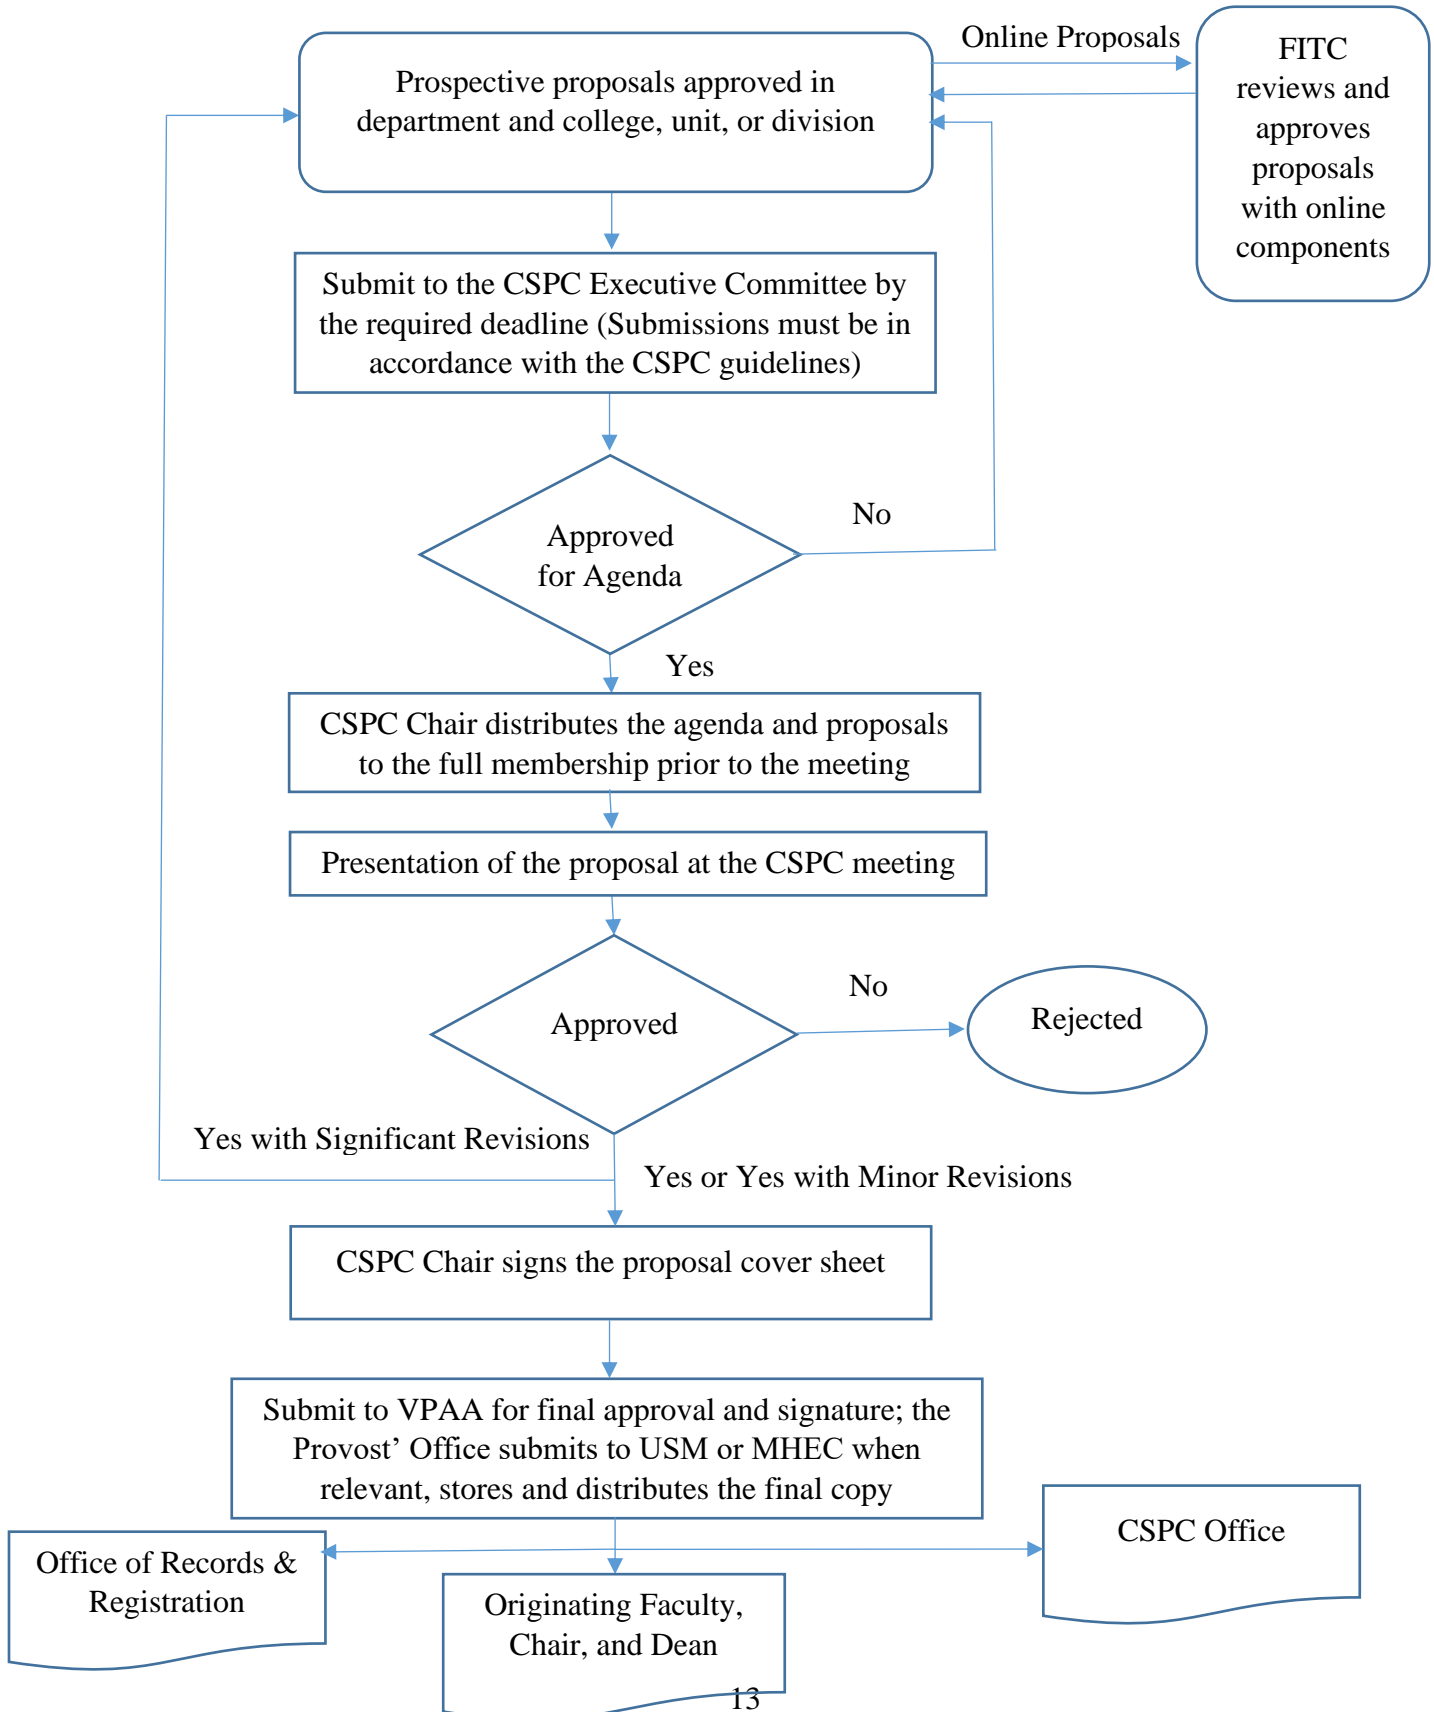 Online Proposals
Prospective proposals approved in
department and college, unit, or division
FITC
reviews and
approves
proposals
with online
components
Submit to the CSPC Executive Committee by
the required deadline (Submissions must be in
accordance with the CSPC guidelines)
Approved
for Agenda
No
Yes
CSPC Chair distributes the agenda and proposals
to the full membership prior to the meeting
Presentation of the proposal at the CSPC meeting
Approved
No
Rejected
Yes with Significant Revisions
Yes or Yes with Minor Revisions
CSPC Chair signs the proposal cover sheet
Submit to VPAA for final approval and signature; the
Provost’ Office submits to USM or MHEC when
relevant, stores and distributes the final copy
Office of Records &
Registration
Originating Faculty,
Chair, and Dean
CSPC Office
13